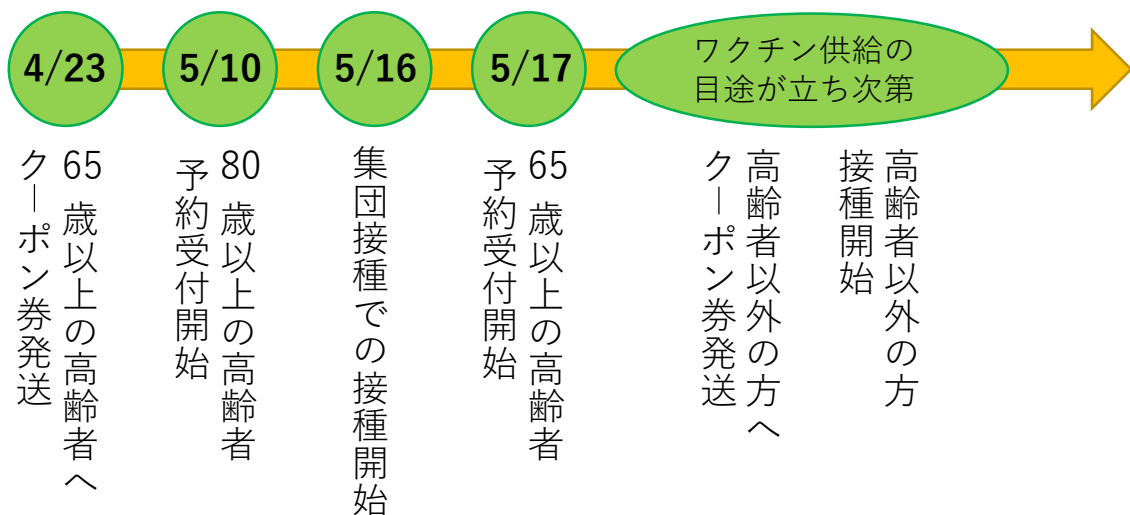 4/23
5/10
5/16
5/17
ワクチン供給の
目途が立ち次第
65歳以上の高齢者へ
クーポン券発送
80歳以上の高齢者
予約受付開始
集団接種での接種開始
65歳以上の高齢者
予約受付開始
高齢者以外の方へ
クーポン券発送
高齢者以外の方
接種開始